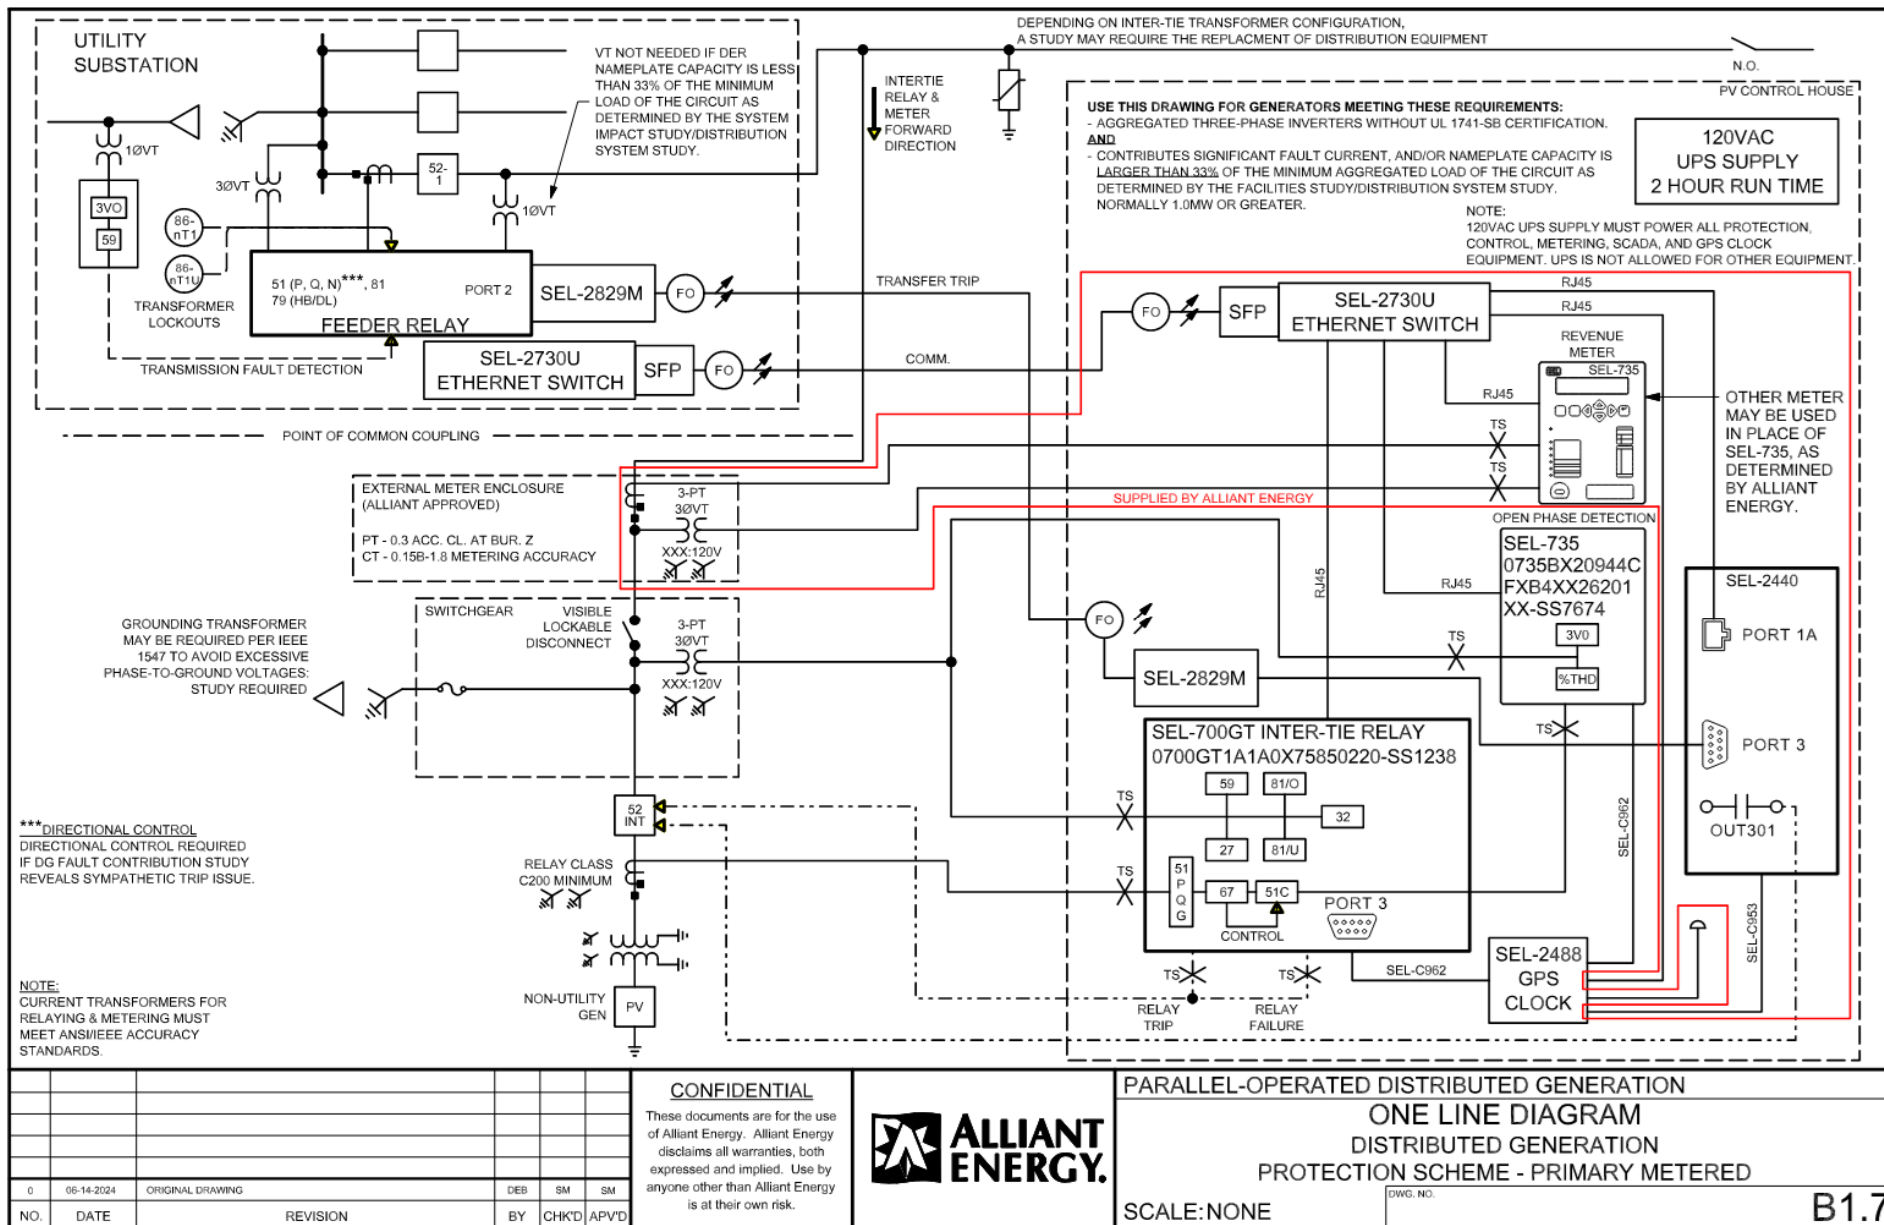 UTILITY
SUBSTATION
VT NOT NEEDED IF DER
NAMEPLATE CAPACITY IS LESS
THAN 33% OF THE MINIMUM
LOAD OF THE CIRCUIT AS
DETERMINED BY THE SYSTEM
IMPACT STUDY/DISTRIBUTION
SYSTEM STUDY.
1ØVT
3ØVT
52-
1
1ØVT
3VO
59
86-
nT1
86-
nT1U
TRANSFORMER
LOCKOUTS
51 (P, Q, N)***, 81
79 (HB/DL)
PORT 2
FEEDER RELAY
SEL-2829M
FO
TRANSFER TRIP
SEL-2730U
ETHERNET SWITCH
SFP
FO
COMM.
TRANSMISSION FAULT DETECTION
POINT OF COMMON COUPLING
INTERTIE
RELAY &
METER
FORWARD
DIRECTION
DEPENDING ON INTER-TIE TRANSFORMER CONFIGURATION,
A STUDY MAY REQUIRE THE REPLACMENT OF DISTRIBUTION EQUIPMENT
N.O.
PV CONTROL HOUSE
USE THIS DRAWING FOR GENERATORS MEETING THESE REQUIREMENTS:
- AGGREGATED THREE-PHASE INVERTERS WITHOUT UL 1741-SB CERTIFICATION.
AND
- CONTRIBUTES SIGNIFICANT FAULT CURRENT, AND/OR NAMEPLATE CAPACITY IS
LARGER THAN 33% OF THE MINIMUM AGGREGATED LOAD OF THE CIRCUIT AS
DETERMINED BY THE FACILITIES STUDY/DISTRIBUTION SYSTEM STUDY.
NORMALLY 1.0MW OR GREATER.
120VAC
UPS SUPPLY
2 HOUR RUN TIME
NOTE:
120VAC UPS SUPPLY MUST POWER ALL PROTECTION,
CONTROL, METERING, SCADA, AND GPS CLOCK
EQUIPMENT. UPS IS NOT ALLOWED FOR OTHER EQUIPMENT.
FO
SFP
SEL-2730U
ETHERNET SWITCH
RJ45
RJ45
REVENUE
METER
SEL-735
RJ45
TS
TS
OTHER METER
MAY BE USED
IN PLACE OF
SEL-735, AS
DETERMINED
BY ALLIANT
ENERGY.
SUPPLIED BY ALLIANT ENERGY
EXTERNAL METER ENCLOSURE
(ALLIANT APPROVED)
PT - 0.3 ACC. CL. AT BUR. Z
CT - 0.15B-1.8 METERING ACCURACY
3-PT
3ØVT
XXX:120V
OPEN PHASE DETECTION
SEL-735
0735BX20944C
FXB4XX26201
XX-SS7674
3V0
%THD
RJ45
RJ45
TS
TS
SEL-2440
PORT 1A
PORT 3
OUT301
SWITCHGEAR
VISIBLE
LOCKABLE
DISCONNECT
3-PT
3ØVT
XXX:120V
GROUNDING TRANSFORMER
MAY BE REQUIRED PER IEEE
1547 TO AVOID EXCESSIVE
PHASE-TO-GROUND VOLTAGES:
STUDY REQUIRED
FO
SEL-2829M
SEL-700GT INTER-TIE RELAY
0700GT1A1A0X75850220-SS1238
59
81/O
32
27
81/U
TS
TS
51
P
Q
G
67
51C
CONTROL
PORT 3
TS
TS
RELAY
TRIP
RELAY
FAILURE
SEL-C962
SEL-C962
SEL-C953
SEL-2488
GPS
CLOCK
52
INT
RELAY CLASS
C200 MINIMUM
NON-UTILITY
GEN
PV
***DIRECTIONAL CONTROL
DIRECTIONAL CONTROL REQUIRED
IF DG FAULT CONTRIBUTION STUDY
REVEALS SYMPATHETIC TRIP ISSUE.
NOTE:
CURRENT TRANSFORMERS FOR
RELAYING & METERING MUST
MEET ANSI/IEEE ACCURACY
STANDARDS.
0 06-14-2024 ORIGINAL DRAWING DEB SM SM
NO. DATE REVISION BY CHK'D APV'D
CONFIDENTIAL
These documents are for the use
of Alliant Energy. Alliant Energy
disclaims all warranties, both
expressed and implied. Use by
anyone other than Alliant Energy
is at their own risk.
ALLIANT
ENERGY.
PARALLEL-OPERATED DISTRIBUTED GENERATION
ONE LINE DIAGRAM
DISTRIBUTED GENERATION
PROTECTION SCHEME - PRIMARY METERED
SCALE:NONE
DWG. NO.
B1.7